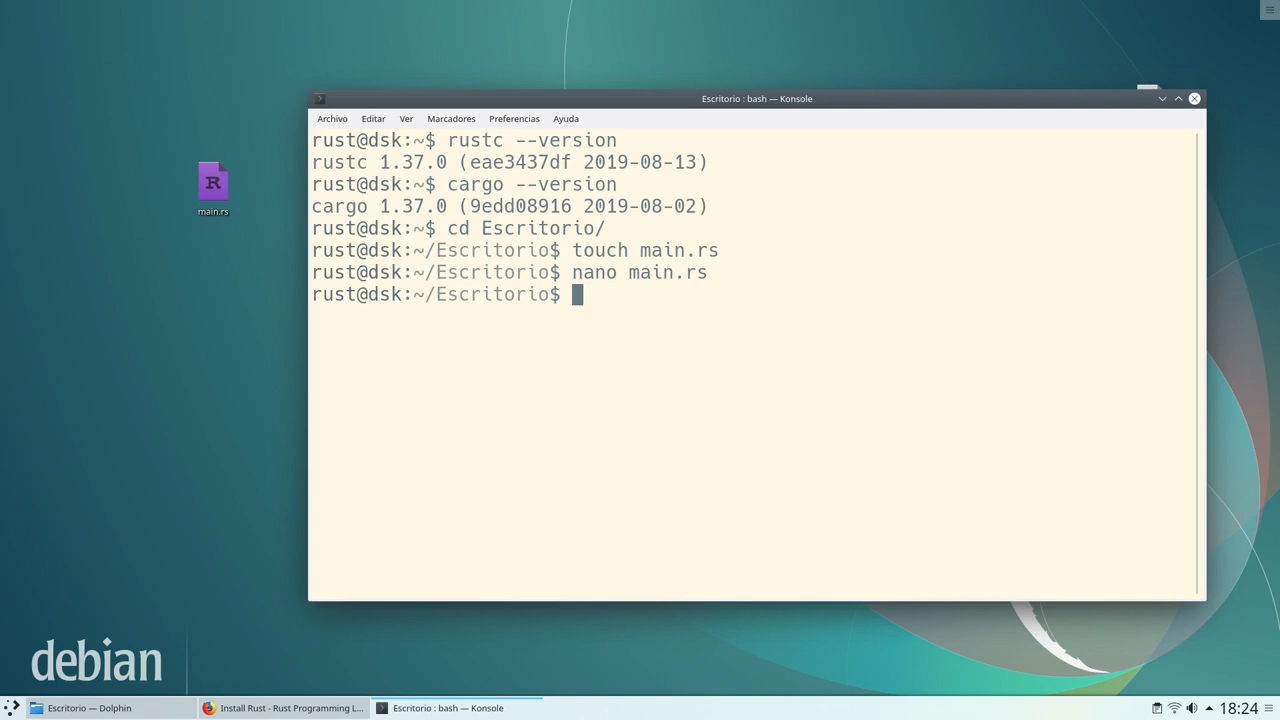 Escritorio : bash — Konsole
Archivo Editar Ver Marcadores Preferencias Ayuda
rust@dsk:~$ rustc --version
rustc 1.37.0 (eae3437df 2019-08-13)
rust@dsk:~$ cargo --version
cargo 1.37.0 (9edd08916 2019-08-02)
rust@dsk:~$ cd Escritorio/
rust@dsk:~/Escritorio$ touch main.rs
rust@dsk:~/Escritorio$ nano main.rs
rust@dsk:~/Escritorio$
R
main.rs
debian
Escritorio — Dolphin
Install Rust - Rust Programming L...
Escritorio : bash — Konsole
18:24